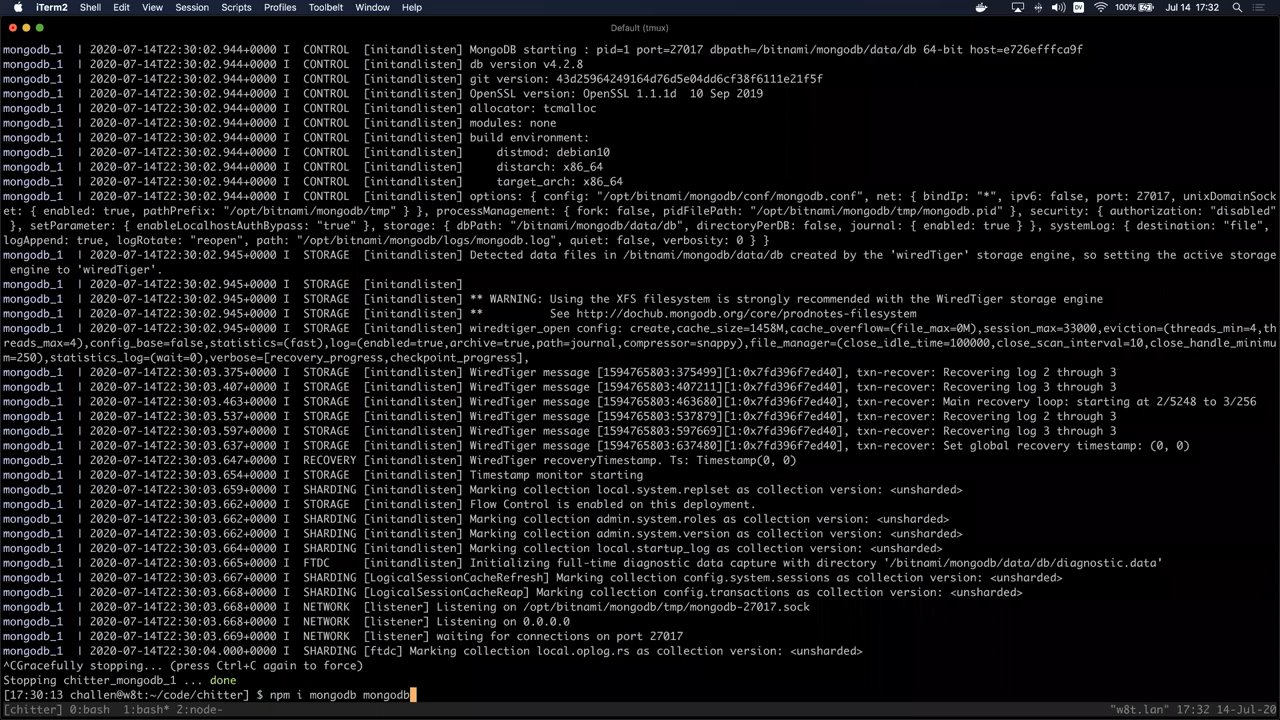 iTerm2 Shell Edit View Session Scripts Profiles Toolbelt Window Help 100% Jul 14 17:32
Default (tmux)
mongodb_1 | 2020-07-14T22:30:02.944+0000 I CONTROL [initandlisten] MongoDB starting : pid=1 port=27017 dbpath=/bitnami/mongodb/data/db 64-bit host=e726efffca9f
mongodb_1 | 2020-07-14T22:30:02.944+0000 I CONTROL [initandlisten] db version v4.2.8
mongodb_1 | 2020-07-14T22:30:02.944+0000 I CONTROL [initandlisten] git version: 43d25964249164d76d5e04dd6cf38f6111e21f5f
mongodb_1 | 2020-07-14T22:30:02.944+0000 I CONTROL [initandlisten] OpenSSL version: OpenSSL 1.1.1d 10 Sep 2019
mongodb_1 | 2020-07-14T22:30:02.944+0000 I CONTROL [initandlisten] allocator: tcmalloc
mongodb_1 | 2020-07-14T22:30:02.944+0000 I CONTROL [initandlisten] modules: none
mongodb_1 | 2020-07-14T22:30:02.944+0000 I CONTROL [initandlisten] build environment:
mongodb_1 | 2020-07-14T22:30:02.944+0000 I CONTROL [initandlisten] distmod: debian10
mongodb_1 | 2020-07-14T22:30:02.944+0000 I CONTROL [initandlisten] distarch: x86_64
mongodb_1 | 2020-07-14T22:30:02.944+0000 I CONTROL [initandlisten] target_arch: x86_64
mongodb_1 | 2020-07-14T22:30:02.944+0000 I CONTROL [initandlisten] options: { config: "/opt/bitnami/mongodb/conf/mongodb.conf", net: { bindIp: "*", ipv6: false, port: 27017, unixDomainSock
et: { enabled: true, pathPrefix: "/opt/bitnami/mongodb/tmp" } }, processManagement: { fork: false, pidFilePath: "/opt/bitnami/mongodb/tmp/mongodb.pid" }, security: { authorization: "disabled"
}, setParameter: { enableLocalhostAuthBypass: "true" }, storage: { dbPath: "/bitnami/mongodb/data/db", directoryPerDB: false, journal: { enabled: true } }, systemLog: { destination: "file",
logAppend: true, logRotate: "reopen", path: "/opt/bitnami/mongodb/logs/mongodb.log", quiet: false, verbosity: 0 } }
mongodb_1 | 2020-07-14T22:30:02.945+0000 I STORAGE [initandlisten] Detected data files in /bitnami/mongodb/data/db created by the 'wiredTiger' storage engine, so setting the active storage
engine to 'wiredTiger'.
mongodb_1 | 2020-07-14T22:30:02.945+0000 I STORAGE [initandlisten]
mongodb_1 | 2020-07-14T22:30:02.945+0000 I STORAGE [initandlisten] ** WARNING: Using the XFS filesystem is strongly recommended with the WiredTiger storage engine
mongodb_1 | 2020-07-14T22:30:02.945+0000 I STORAGE [initandlisten] ** See http://dochub.mongodb.org/core/prodnotes-filesystem
mongodb_1 | 2020-07-14T22:30:02.945+0000 I STORAGE [initandlisten] wiredtiger_open config: create,cache_size=1458M,cache_overflow=(file_max=0M),session_max=33000,eviction=(threads_min=4,th
reads_max=4),config_base=false,statistics=(fast),log=(enabled=true,archive=true,path=journal,compressor=snappy),file_manager=(close_idle_time=100000,close_scan_interval=10,close_handle_minimu
m=250),statistics_log=(wait=0),verbose=[recovery_progress,checkpoint_progress],
mongodb_1 | 2020-07-14T22:30:03.375+0000 I STORAGE [initandlisten] WiredTiger message [1594765803:375499][1:0x7fd396f7ed40], txn-recover: Recovering log 2 through 3
mongodb_1 | 2020-07-14T22:30:03.407+0000 I STORAGE [initandlisten] WiredTiger message [1594765803:407211][1:0x7fd396f7ed40], txn-recover: Recovering log 3 through 3
mongodb_1 | 2020-07-14T22:30:03.463+0000 I STORAGE [initandlisten] WiredTiger message [1594765803:463680][1:0x7fd396f7ed40], txn-recover: Main recovery loop: starting at 2/5248 to 3/256
mongodb_1 | 2020-07-14T22:30:03.537+0000 I STORAGE [initandlisten] WiredTiger message [1594765803:537879][1:0x7fd396f7ed40], txn-recover: Recovering log 2 through 3
mongodb_1 | 2020-07-14T22:30:03.597+0000 I STORAGE [initandlisten] WiredTiger message [1594765803:597669][1:0x7fd396f7ed40], txn-recover: Recovering log 3 through 3
mongodb_1 | 2020-07-14T22:30:03.637+0000 I STORAGE [initandlisten] WiredTiger message [1594765803:637480][1:0x7fd396f7ed40], txn-recover: Set global recovery timestamp: (0, 0)
mongodb_1 | 2020-07-14T22:30:03.647+0000 I RECOVERY [initandlisten] WiredTiger recoveryTimestamp. Ts: Timestamp(0, 0)
mongodb_1 | 2020-07-14T22:30:03.654+0000 I STORAGE [initandlisten] Timestamp monitor starting
mongodb_1 | 2020-07-14T22:30:03.659+0000 I SHARDING [initandlisten] Marking collection local.system.replset as collection version: <unsharded>
mongodb_1 | 2020-07-14T22:30:03.662+0000 I STORAGE [initandlisten] Flow Control is enabled on this deployment.
mongodb_1 | 2020-07-14T22:30:03.662+0000 I SHARDING [initandlisten] Marking collection admin.system.roles as collection version: <unsharded>
mongodb_1 | 2020-07-14T22:30:03.662+0000 I SHARDING [initandlisten] Marking collection admin.system.version as collection version: <unsharded>
mongodb_1 | 2020-07-14T22:30:03.664+0000 I SHARDING [initandlisten] Marking collection local.startup_log as collection version: <unsharded>
mongodb_1 | 2020-07-14T22:30:03.665+0000 I FTDC [initandlisten] Initializing full-time diagnostic data capture with directory '/bitnami/mongodb/data/db/diagnostic.data'
mongodb_1 | 2020-07-14T22:30:03.667+0000 I SHARDING [LogicalSessionCacheRefresh] Marking collection config.system.sessions as collection version: <unsharded>
mongodb_1 | 2020-07-14T22:30:03.668+0000 I SHARDING [LogicalSessionCacheReap] Marking collection config.transactions as collection version: <unsharded>
mongodb_1 | 2020-07-14T22:30:03.668+0000 I NETWORK [listener] Listening on /opt/bitnami/mongodb/tmp/mongodb-27017.sock
mongodb_1 | 2020-07-14T22:30:03.668+0000 I NETWORK [listener] Listening on 0.0.0.0
mongodb_1 | 2020-07-14T22:30:03.669+0000 I NETWORK [listener] waiting for connections on port 27017
mongodb_1 | 2020-07-14T22:30:04.000+0000 I SHARDING [ftdc] Marking collection local.oplog.rs as collection version: <unsharded>
^CGracefully stopping... (press Ctrl+C again to force)
Stopping chitter_mongodb_1 ... done
[17:30:13 challen@w8t:~/code/chitter] $ npm i mongodb mongodb
[chitter] 0:bash 1:bash* 2:node- "w8t.lan" 17:32 14-Jul-20